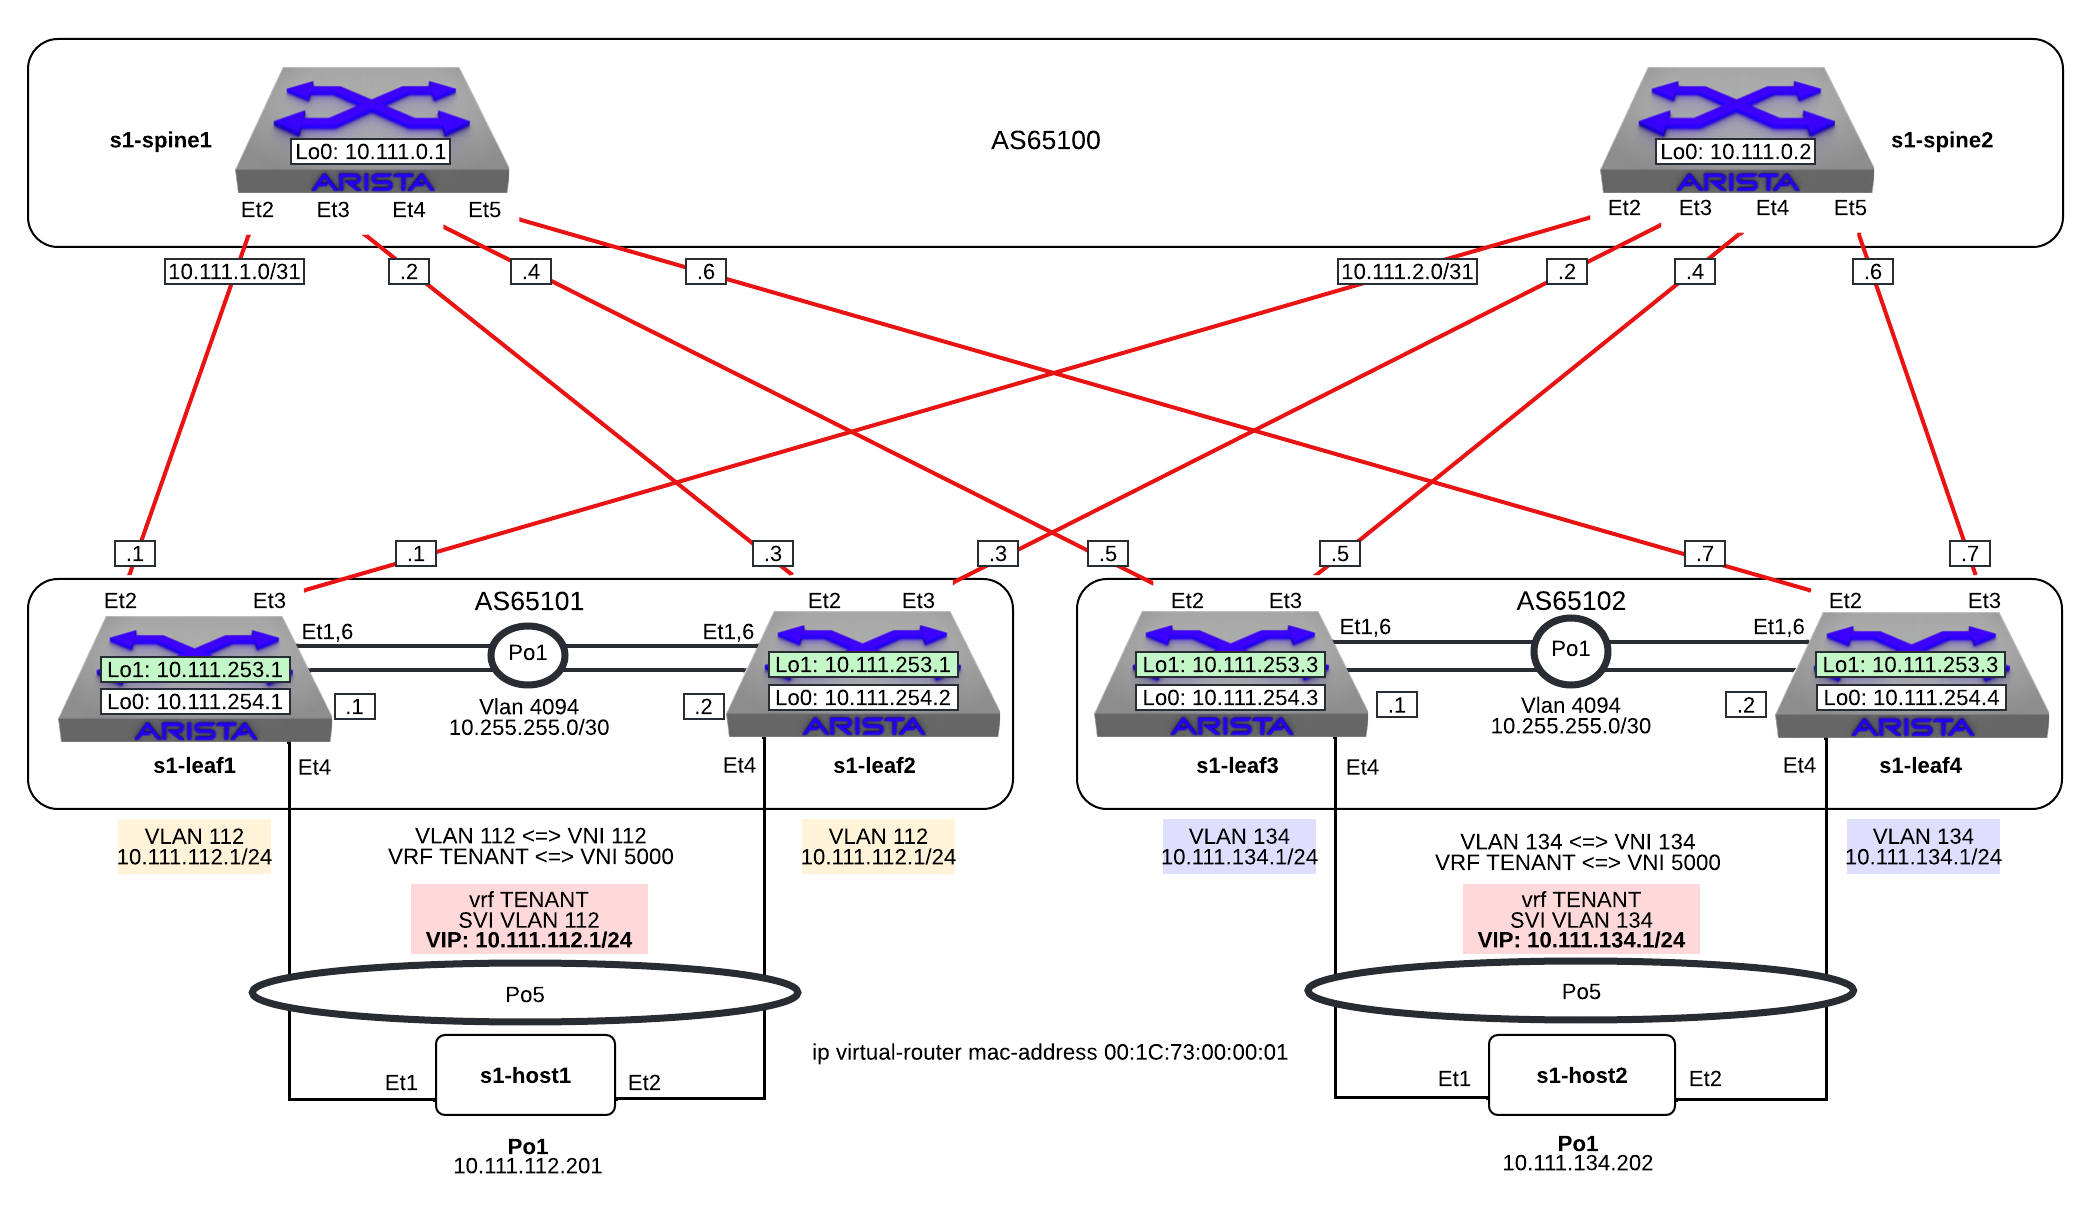 s1-spine1
Lo0: 10.111.0.1
ARISTA
AS65100
Lo0: 10.111.0.2
ARISTA
s1-spine2
Et2
Et3
Et4
Et5
Et2
Et3
Et4
Et5
10.111.1.0/31
.2
.4
.6
10.111.2.0/31
.2
.4
.6
.1
.1
.3
.3
.5
.5
.7
.7
Et2
Et3
AS65101
Et2
Et3
Et1,6
Po1
Et1,6
Lo1: 10.111.253.1
Lo0: 10.111.254.1
ARISTA
.1
Vlan 4094
10.255.255.0/30
.2
Lo1: 10.111.253.1
Lo0: 10.111.254.2
ARISTA
s1-leaf1
Et4
Et4
s1-leaf2
Et2
Et3
AS65102
Et2
Et3
Et1,6
Po1
Et1,6
Lo1: 10.111.253.3
Lo0: 10.111.254.3
ARISTA
.1
Vlan 4094
10.255.255.0/30
.2
Lo1: 10.111.253.3
Lo0: 10.111.254.4
ARISTA
s1-leaf3
Et4
Et4
s1-leaf4
VLAN 112
10.111.112.1/24
VLAN 112 <=> VNI 112
VRF TENANT <=> VNI 5000
VLAN 112
10.111.112.1/24
VLAN 134
10.111.134.1/24
VLAN 134 <=> VNI 134
VRF TENANT <=> VNI 5000
VLAN 134
10.111.134.1/24
vrf TENANT
SVI VLAN 112
VIP: 10.111.112.1/24
vrf TENANT
SVI VLAN 134
VIP: 10.111.134.1/24
Po5
Po5
ip virtual-router mac-address 00:1C:73:00:00:01
Et1
s1-host1
Et2
Et1
s1-host2
Et2
Po1
10.111.112.201
Po1
10.111.134.202